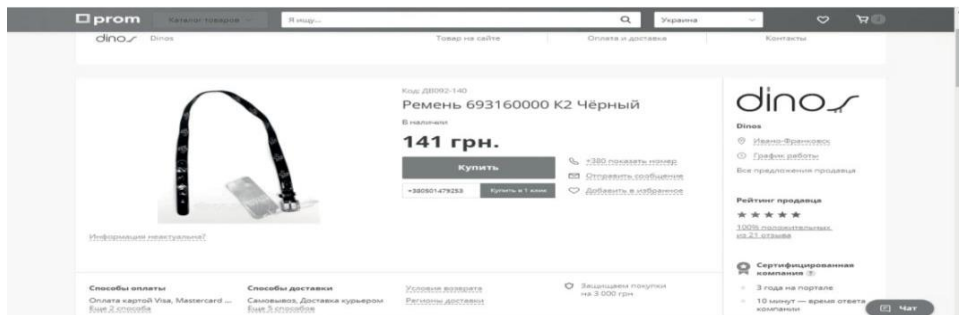 prom
Каталог товаров
Я ищу...
Украина
dinos
Dinos
Товар на сайте
Оплата и доставка
Контакты
Код: ДВ092-140
Ремень 693160000 К2 Чёрный
В наличии
141 грн.
Купить
+380501479253
Купить в 1 клик
+380 показать номер
Отправить сообщение
Добавить в избранное
Информация неактуальна?
dinos
Dinos
Ивано-Франковск
График работы
Все предложения продавца
Рейтинг продавца
100% положительных
из 21 отзыва
Сертифицированная
компания
3 года на портале
10 минут — время ответа
компании
Чат
Способы оплаты
Оплата картой Visa, Mastercard ...
Еще 2 способа
Способы доставки
Самовывоз, Доставка курьером
Еще 5 способов
Условия возврата
Регионы доставки
Защищаем покупки
на 3 000 грн